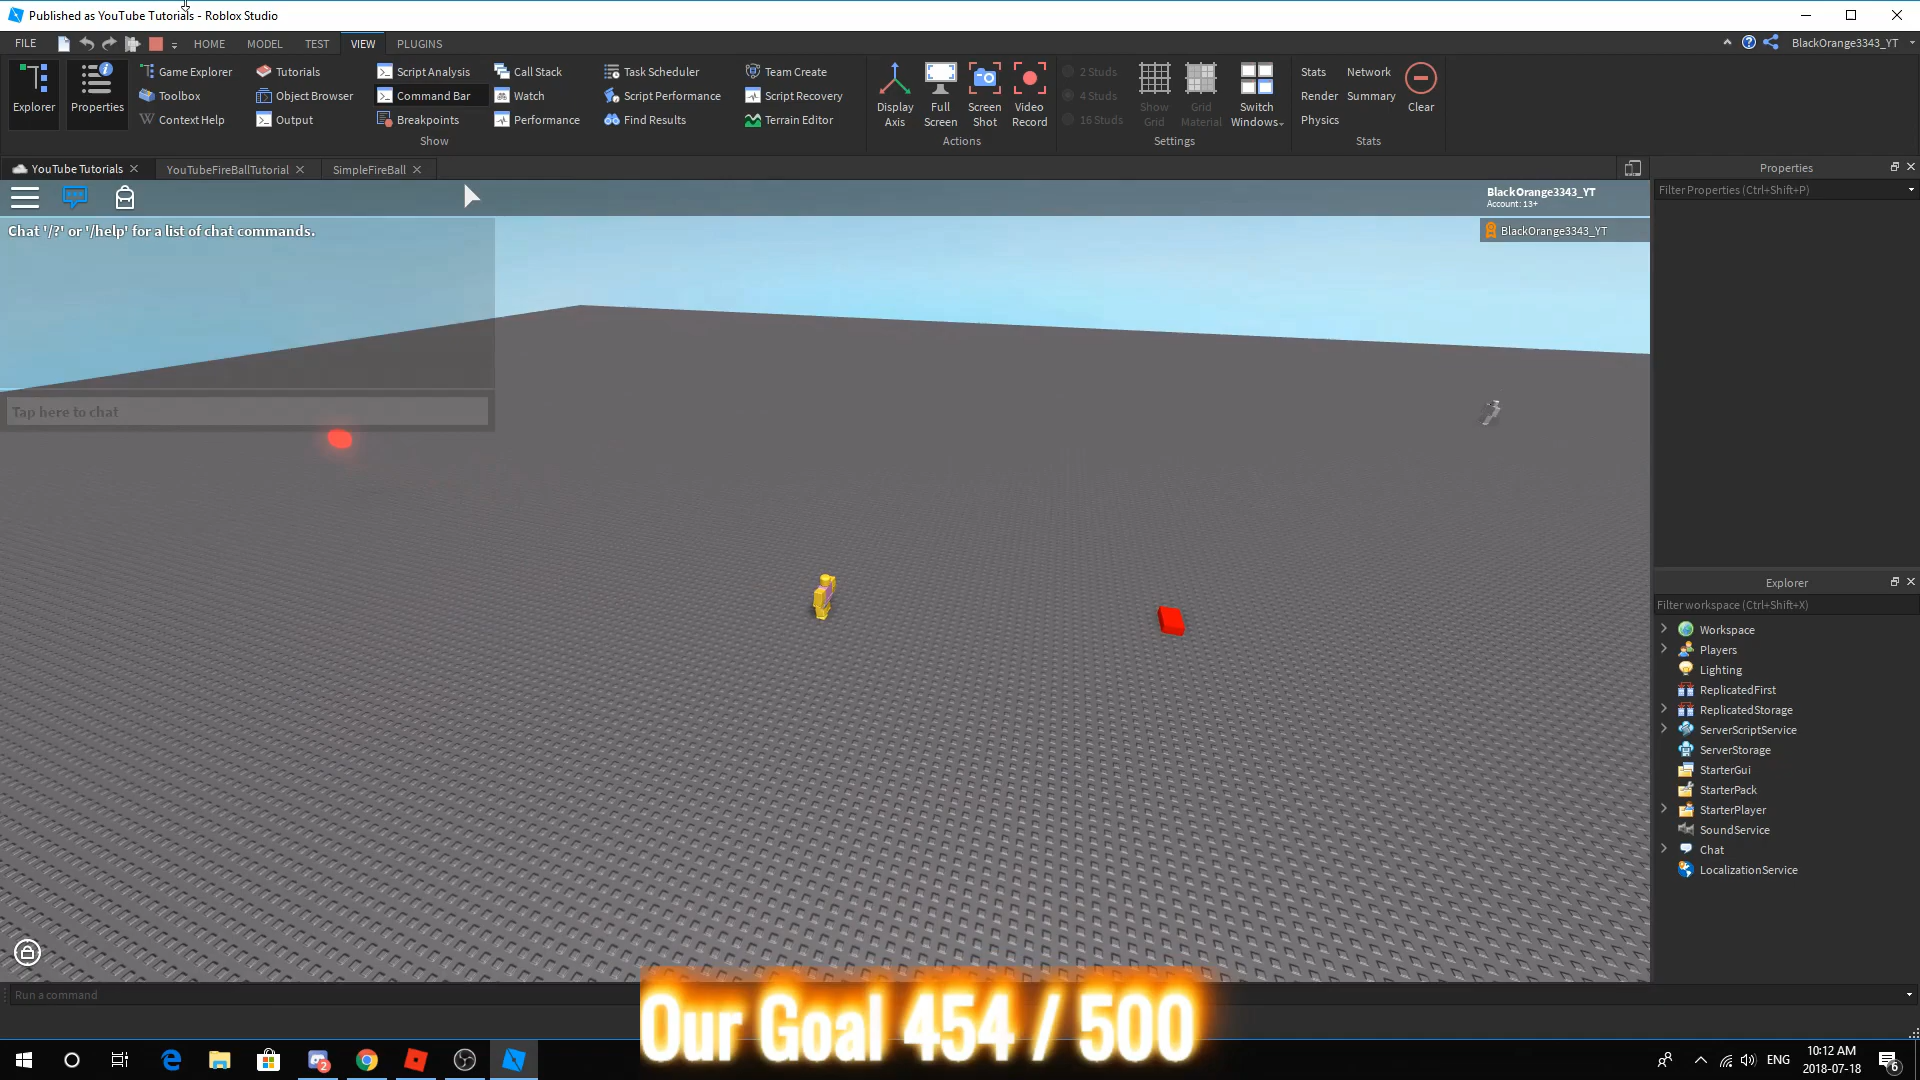 Published as YouTube Tutorials - Roblox Studio
FILE HOME MODEL TEST VIEW PLUGINS BlackOrange3343_YT
Explorer
Properties
Game Explorer
Toolbox
Context Help
Tutorials
Object Browser
Output
Script Analysis
Command Bar
Breakpoints
Call Stack
Watch
Performance
Task Scheduler
Script Performance
Find Results
Team Create
Script Recovery
Terrain Editor
Show
Display
Axis
Full
Screen
Screen
Shot
Video
Record
Actions
2 Studs
4 Studs
16 Studs
Show
Grid
Grid
Material
Switch
Windows
Settings
Stats
Render
Physics
Network
Summary
Clear
Stats
YouTube Tutorials
YouTubeFireBallTutorial
SimpleFireBall
BlackOrange3343_YT
Account: 13+
BlackOrange3343_YT
Chat '/?' or '/help' for a list of chat commands.
Tap here to chat
Properties
Filter Properties (Ctrl+Shift+P)
Explorer
Filter workspace (Ctrl+Shift+X)
Workspace
Players
Lighting
ReplicatedFirst
ReplicatedStorage
ServerScriptService
ServerStorage
StarterGui
StarterPack
StarterPlayer
SoundService
Chat
LocalizationService
Run a command
Our Goal 454 / 500
2
ENG
10:12 AM
2018-07-18
6